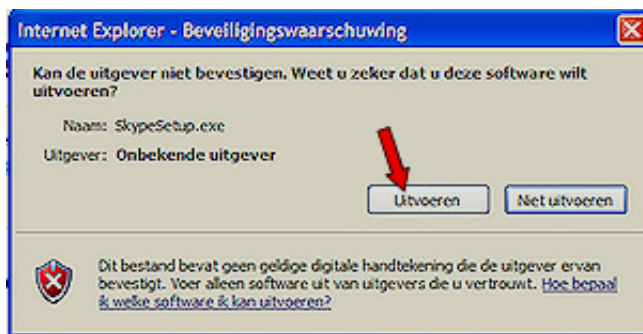 Internet Explorer - Beveiligingswaarschuwing
Kan de uitgever niet bevestigen. Weet u zeker dat u deze software wilt
uitvoeren?
Naam: SkypeSetup.exe
Uitgever: Onbekende uitgever
Uitvoeren Niet uitvoeren
Dit bestand bevat geen geldige digitale handtekening die de uitgever ervan
bevestigt. Voer alleen software uit van uitgevers die u vertrouwt. Hoe bepaal
ik welke software ik kan uitvoeren?